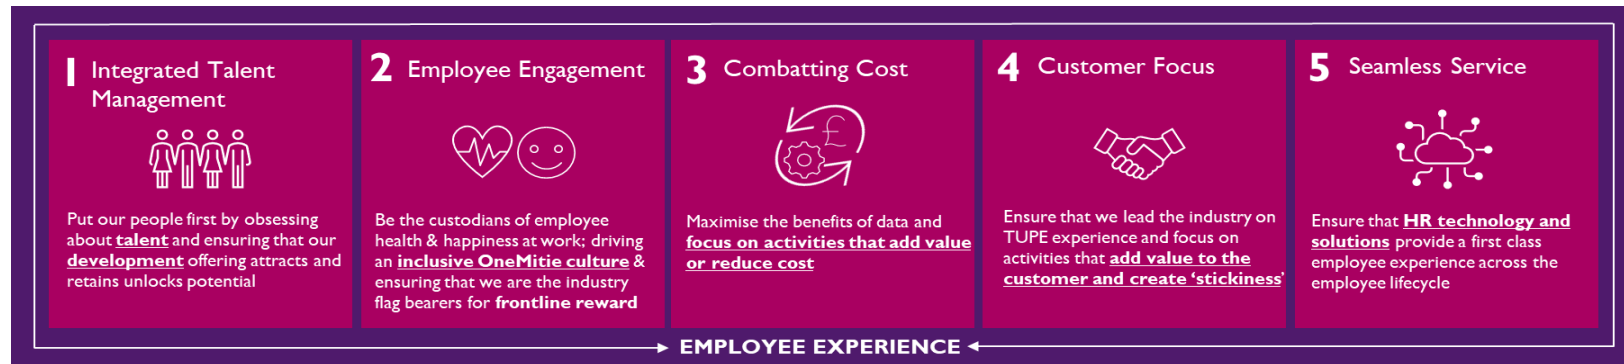 1 Integrated Talent
Management
Put our people first by obsessing
about talent and ensuring that our
development offering attracts and
retains unlocks potential
2 Employee Engagement
Be the custodians of employee
health & happiness at work; driving
an inclusive OneMitie culture &
ensuring that we are the industry
flag bearers for frontline reward
3 Combatting Cost
£
Maximise the benefits of data and
focus on activities that add value
or reduce cost
4 Customer Focus
Ensure that we lead the industry on
TUPE experience and focus on
activities that add value to the
customer and create ‘stickiness’
5 Seamless Service
Ensure that HR technology and
solutions provide a first class
employee experience across the
employee lifecycle
EMPLOYEE EXPERIENCE